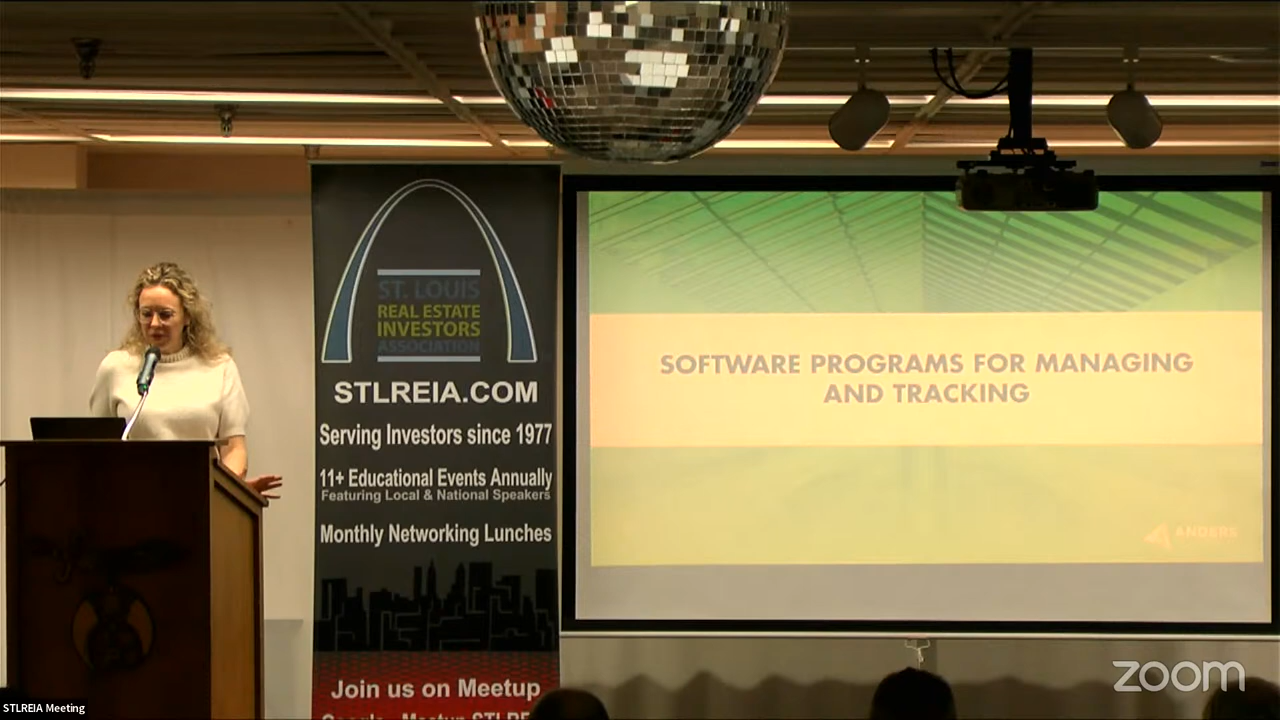 ST. LOUIS
REAL ESTATE
INVESTORS
ASSOCIATION
STLREIA.COM
Serving Investors since 1977
11+ Educational Events Annually
Featuring Local & National Speakers
Monthly Networking Lunches
Join us on Meetup
SOFTWARE PROGRAMS FOR MANAGING
AND TRACKING
ANDERS
zoom
STLREIA Meeting